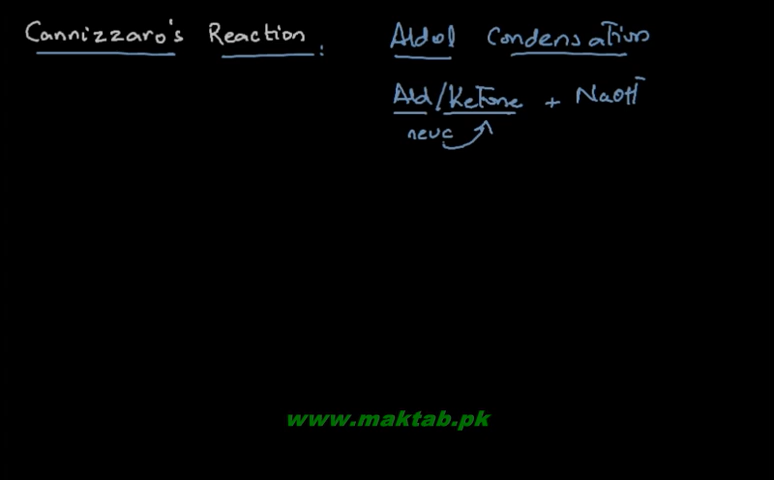 Cannizzaro's Reaction :
Aldol Condensation
Ald/Ketone + NaOH
neuc
www.maktab.pk